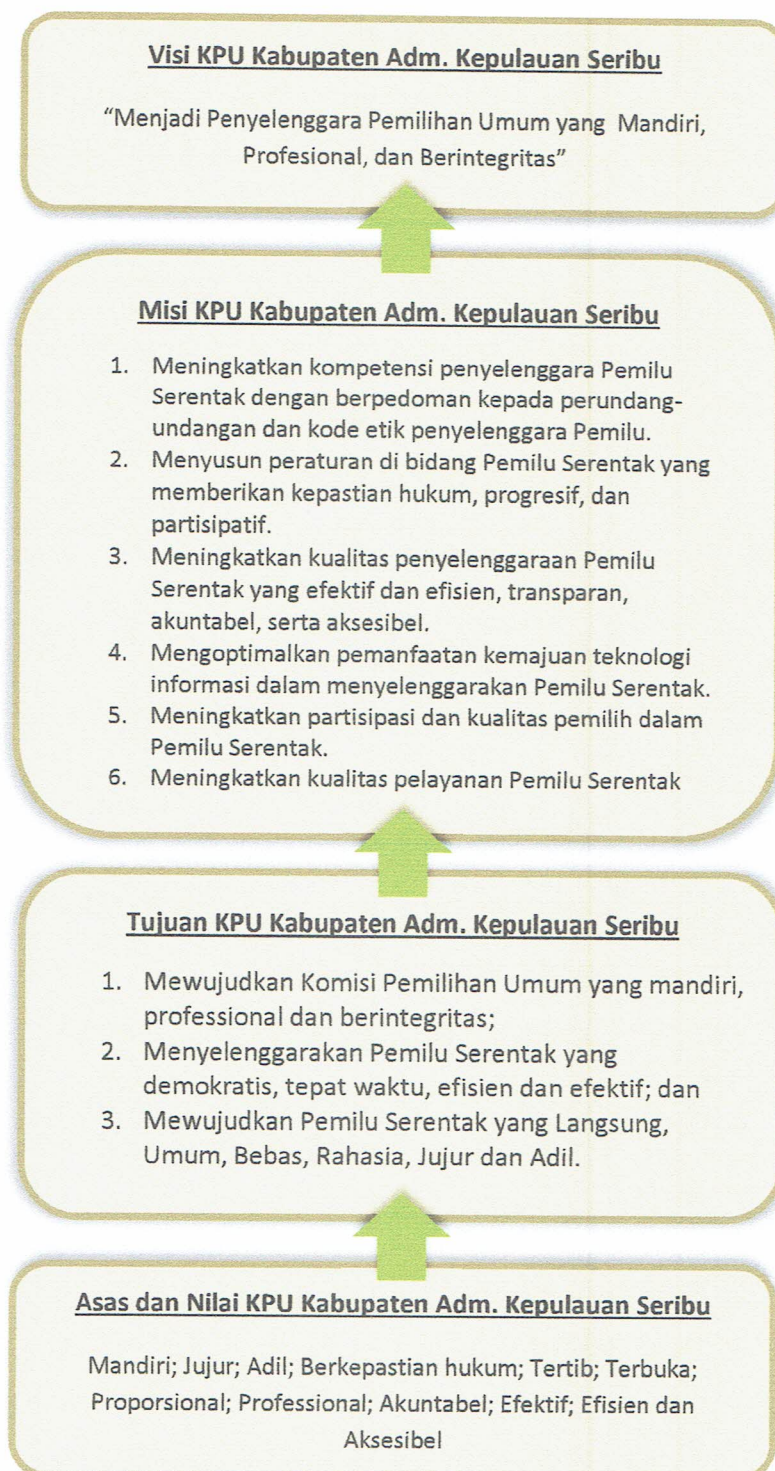 Visi KPU Kabupaten Adm. Kepulauan Seribu
“Menjadi Penyelenggara Pemilihan Umum yang Mandiri,
Profesional, dan Berintegritas”
Misi KPU Kabupaten Adm. Kepulauan Seribu
1. Meningkatkan kompetensi penyelenggara Pemilu
Serentak dengan berpedoman kepada perundang-
undangan dan kode etik penyelenggara Pemilu.
2. Menyusun peraturan di bidang Pemilu Serentak yang
memberikan kepastian hukum, progresif, dan
partisipatif.
3. Meningkatkan kualitas penyelenggaraan Pemilu
Serentak yang efektif dan efisien, transparan,
akuntabel, serta aksesibel.
4. Mengoptimalkan pemanfaatan kemajuan teknologi
informasi dalam menyelenggarakan Pemilu Serentak.
5. Meningkatkan partisipasi dan kualitas pemilih dalam
Pemilu Serentak.
6. Meningkatkan kualitas pelayanan Pemilu Serentak
Tujuan KPU Kabupaten Adm. Kepulauan Seribu
1. Mewujudkan Komisi Pemilihan Umum yang mandiri,
professional dan berintegritas;
2. Menyelenggarakan Pemilu Serentak yang
demokratis, tepat waktu, efisien dan efektif; dan
3. Mewujudkan Pemilu Serentak yang Langsung,
Umum, Bebas, Rahasia, Jujur dan Adil.
Asas dan Nilai KPU Kabupaten Adm. Kepulauan Seribu
Mandiri; Jujur; Adil; Berkepastian hukum; Tertib; Terbuka;
Proporsional; Professional; Akuntabel; Efektif; Efisien dan
Aksesibel